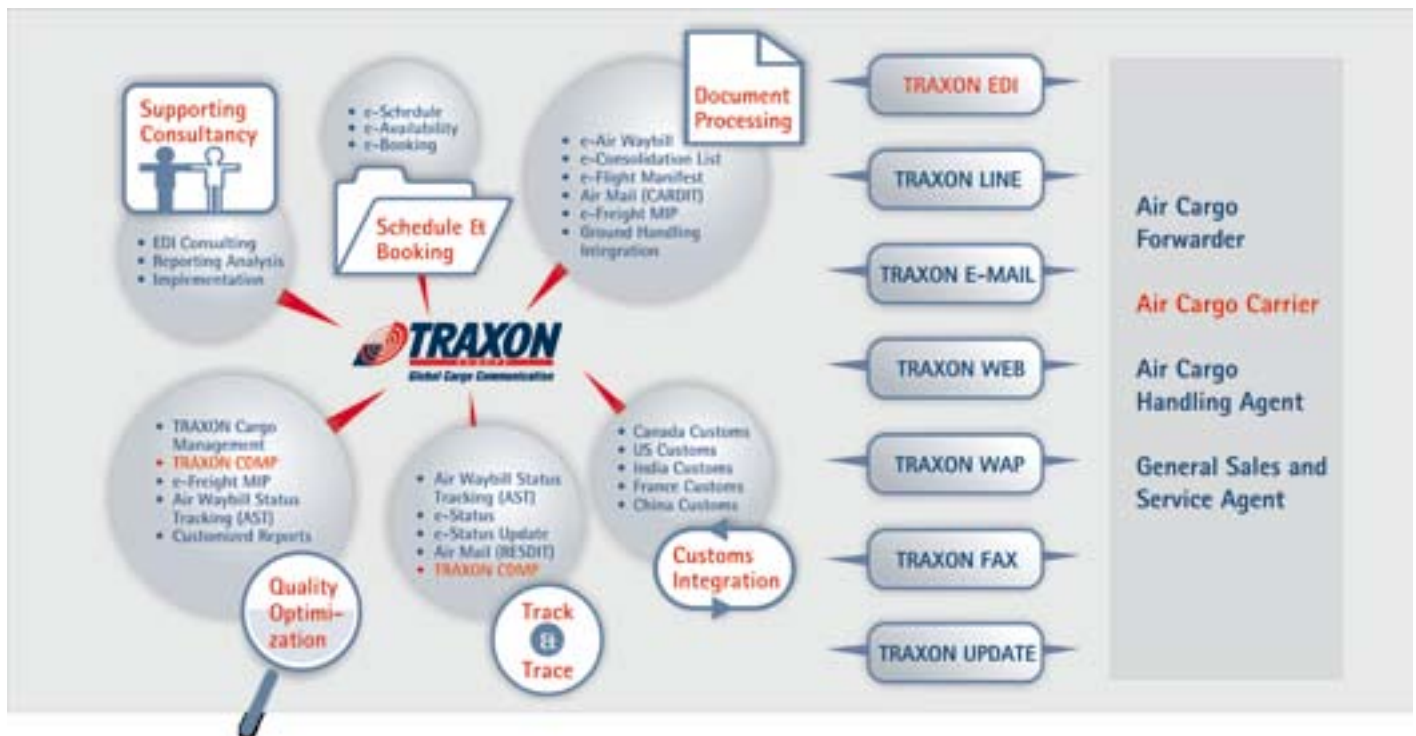 Supporting
Consultancy
• EDI Consulting
• Reporting Analysis
• Implementation
• e-Schedule
• e-Availability
• e-Booking
Schedule &
Booking
Document
Processing
• e-Air Waybill
• e-Consolidation List
• e-Flight Manifest
• Air Mail (CARDIT)
• e-Freight MIP
• Ground Handling
Integration
TRAXON
EUROPE
Global Cargo Communication
• TRAXON Cargo
Management
• TRAXON CDMP
• e-Freight MIP
• Air Waybill Status
Tracking (AST)
• Customized Reports
Quality
Optimi-
zation
• Air Waybill Status
Tracking (AST)
• e-Status
• e-Status Update
• Air Mail (RESDIT)
• TRAXON CDMP
Track
&
Trace
• Canada Customs
• US Customs
• India Customs
• France Customs
• China Customs
Customs
Integration
TRAXON EDI
TRAXON LINE
TRAXON E-MAIL
TRAXON WEB
TRAXON WAP
TRAXON FAX
TRAXON UPDATE
Air Cargo
Forwarder
Air Cargo Carrier
Air Cargo
Handling Agent
General Sales and
Service Agent